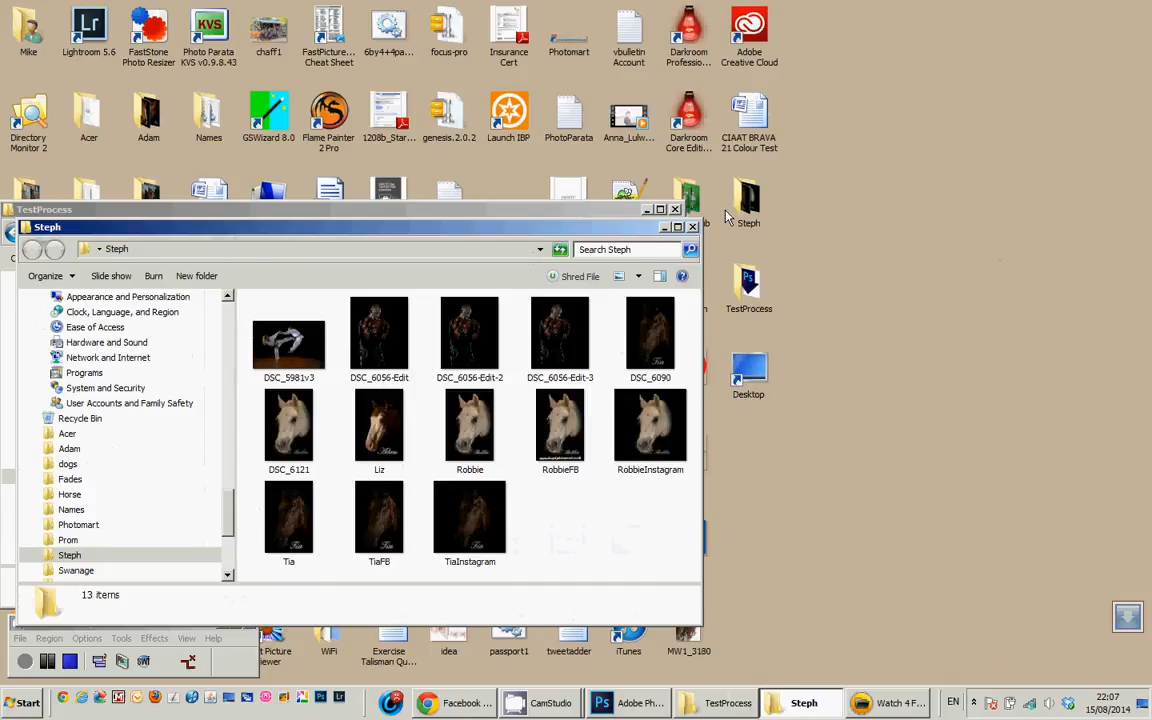 Mike
Lightroom 5.6
FastStone
Photo Resizer
KVS
Photo Parata
KVS v0.9.8.43
chaff1
FastPicture...
Cheat Sheet
6by4+4pa...
focus-pro
Insurance
Cert
Photomart
vbulletin
Account
Darkroom
Professio...
Adobe
Creative Cloud
Directory
Monitor 2
Acer
Adam
Names
GSWizard 8.0
Flame Painter
2 Pro
1208b_Star...
genesis.2.0.2
Launch IBP
PhotoParata
Anna_Lulw...
Darkroom
Core Editi...
CIAAT BRAVA
21 Colour Test
TestProcess
Steph
Steph
Search Steph
Steph
Organize
Slide show
Burn
New folder
Shred File
TestProcess
Desktop
Appearance and Personalization
Clock, Language, and Region
Ease of Access
Hardware and Sound
Network and Internet
Programs
System and Security
User Accounts and Family Safety
Recycle Bin
Acer
Adam
dogs
Fades
Horse
Names
Photomart
Prom
Steph
Swanage
DSC_5981v3
DSC_6056-Edit
DSC_6056-Edit-2
DSC_6056-Edit-3
DSC_6090
DSC_6121
Liz
Robbie
RobbieFB
RobbieInstagram
Tia
TiaFB
TiaInstagram
13 items
File
Region
Options
Tools
Effects
View
Help
t Picture
ewer
WiFi
Exercise
Talisman Qu...
idea
passport1
tweetadder
iTunes
MW1_3180
Start
Facebook ...
CamStudio
Adobe Ph...
TestProcess
Steph
Watch 4 F...
EN
22:07
15/08/2014